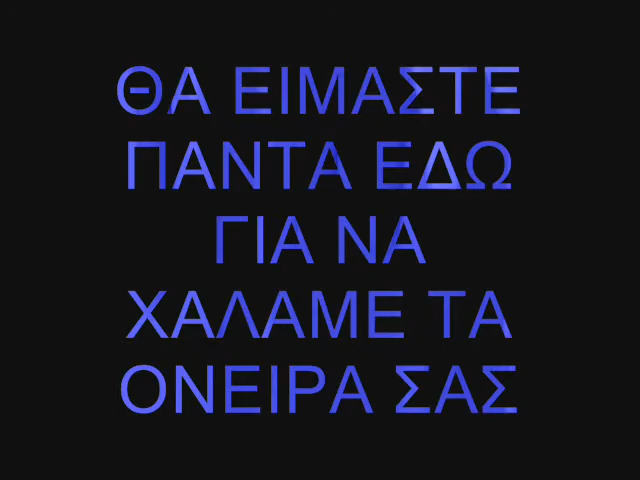 ΘΑ ΕΙΜΑΣΤΕ
ΠΑΝΤΑ ΕΔΩ
ΓΙΑ ΝΑ
ΧΑΛΑΜΕ ΤΑ
ΟΝΕΙΡΑ ΣΑΣ